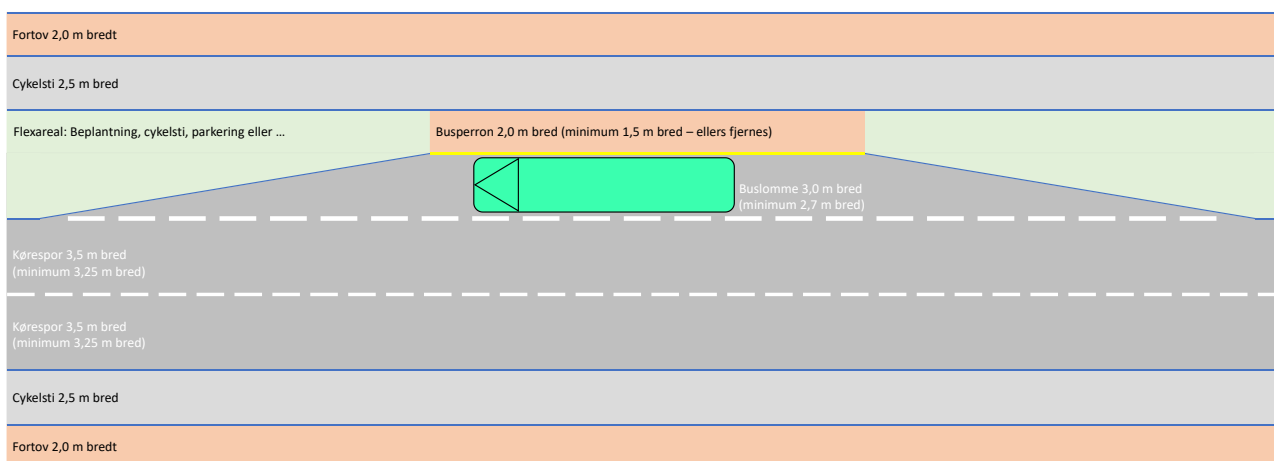 Fortov 2,0 m bredt
Cykelsti 2,5 m bred
Flexareal: Beplantning, cykelsti, parkering eller …
Busperron 2,0 m bred (minimum 1,5 m bred – ellers fjernes)
Buslomme 3,0 m bred
(minimum 2,7 m bred)
Kørespor 3,5 m bred
(minimum 3,25 m bred)
Kørespor 3,5 m bred
(minimum 3,25 m bred)
Cykelsti 2,5 m bred
Fortov 2,0 m bredt